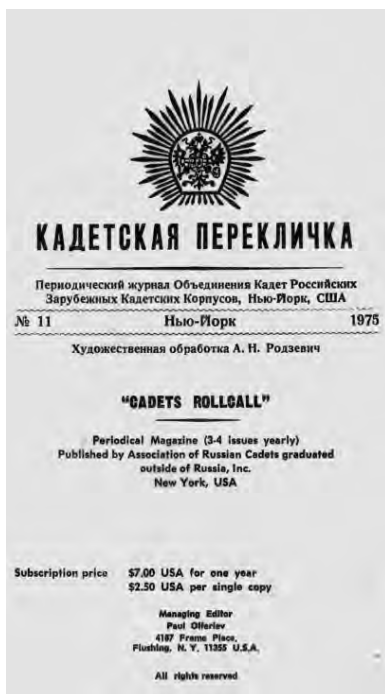 КАДЕТСКАЯ ПЕРЕКЛИЧКА
Периодический журнал Объединения Кадет Российских
Зарубежных Кадетских Корпусов, Нью-Йорк, США
№ 11 Нью-Йорк 1975
Художественная обработка А. Н. Родзевич
“CADETS ROLLCALL”
Periodical Magazine (3-4 issues yearly)
Published by Association of Russian Cadets graduated
outside of Russia, Inc.
New York, USA
Subscription price $7.00 USA for one year
$2.50 USA per single copy
Managing Editor
Paul Olferiev
4187 Frame Place,
Flushing, N. Y. 11355 U.S.A.
All rights reserved